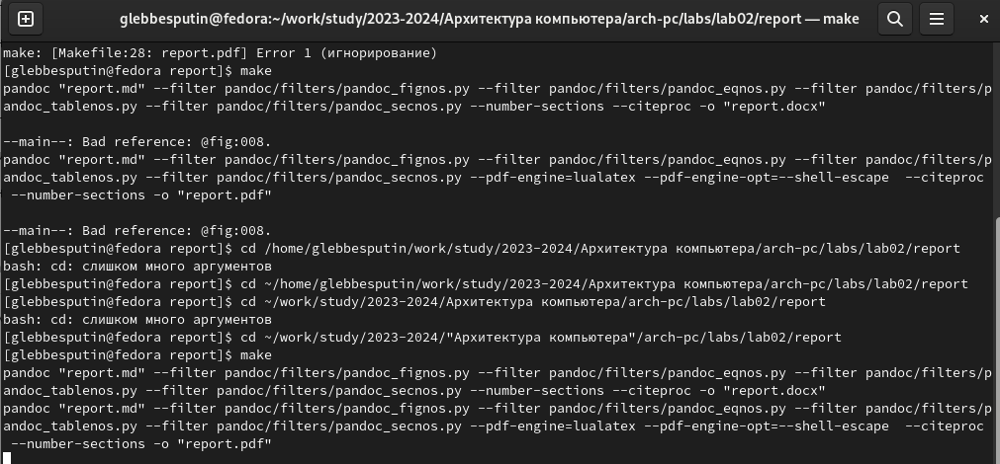 glebbesputin@fedora:~/work/study/2023-2024/Архитектура компьютера/arch-pc/labs/lab02/report — make
make: [Makefile:28: report.pdf] Error 1 (игнорирование)
[glebbesputin@fedora report]$ make
pandoc "report.md" --filter pandoc/filters/pandoc_fignos.py --filter pandoc/filters/pandoc_eqnos.py --filter pandoc/filters/p
andoc_tablenos.py --filter pandoc/filters/pandoc_secnos.py --number-sections --citeproc -o "report.docx"
--main--: Bad reference: @fig:008.
pandoc "report.md" --filter pandoc/filters/pandoc_fignos.py --filter pandoc/filters/pandoc_eqnos.py --filter pandoc/filters/p
andoc_tablenos.py --filter pandoc/filters/pandoc_secnos.py --pdf-engine=lualatex --pdf-engine-opt=--shell-escape  --citeproc
 --number-sections -o "report.pdf"
--main--: Bad reference: @fig:008.
[glebbesputin@fedora report]$ cd /home/glebbesputin/work/study/2023-2024/Архитектура компьютера/arch-pc/labs/lab02/report
bash: cd: слишком много аргументов
[glebbesputin@fedora report]$ cd ~/home/glebbesputin/work/study/2023-2024/Архитектура компьютера/arch-pc/labs/lab02/report
[glebbesputin@fedora report]$ cd ~/work/study/2023-2024/Архитектура компьютера/arch-pc/labs/lab02/report
bash: cd: слишком много аргументов
[glebbesputin@fedora report]$ cd ~/work/study/2023-2024/"Архитектура компьютера"/arch-pc/labs/lab02/report
[glebbesputin@fedora report]$ make
pandoc "report.md" --filter pandoc/filters/pandoc_fignos.py --filter pandoc/filters/pandoc_eqnos.py --filter pandoc/filters/p
andoc_tablenos.py --filter pandoc/filters/pandoc_secnos.py --number-sections --citeproc -o "report.docx"
pandoc "report.md" --filter pandoc/filters/pandoc_fignos.py --filter pandoc/filters/pandoc_eqnos.py --filter pandoc/filters/p
andoc_tablenos.py --filter pandoc/filters/pandoc_secnos.py --pdf-engine=lualatex --pdf-engine-opt=--shell-escape  --citeproc
 --number-sections -o "report.pdf"